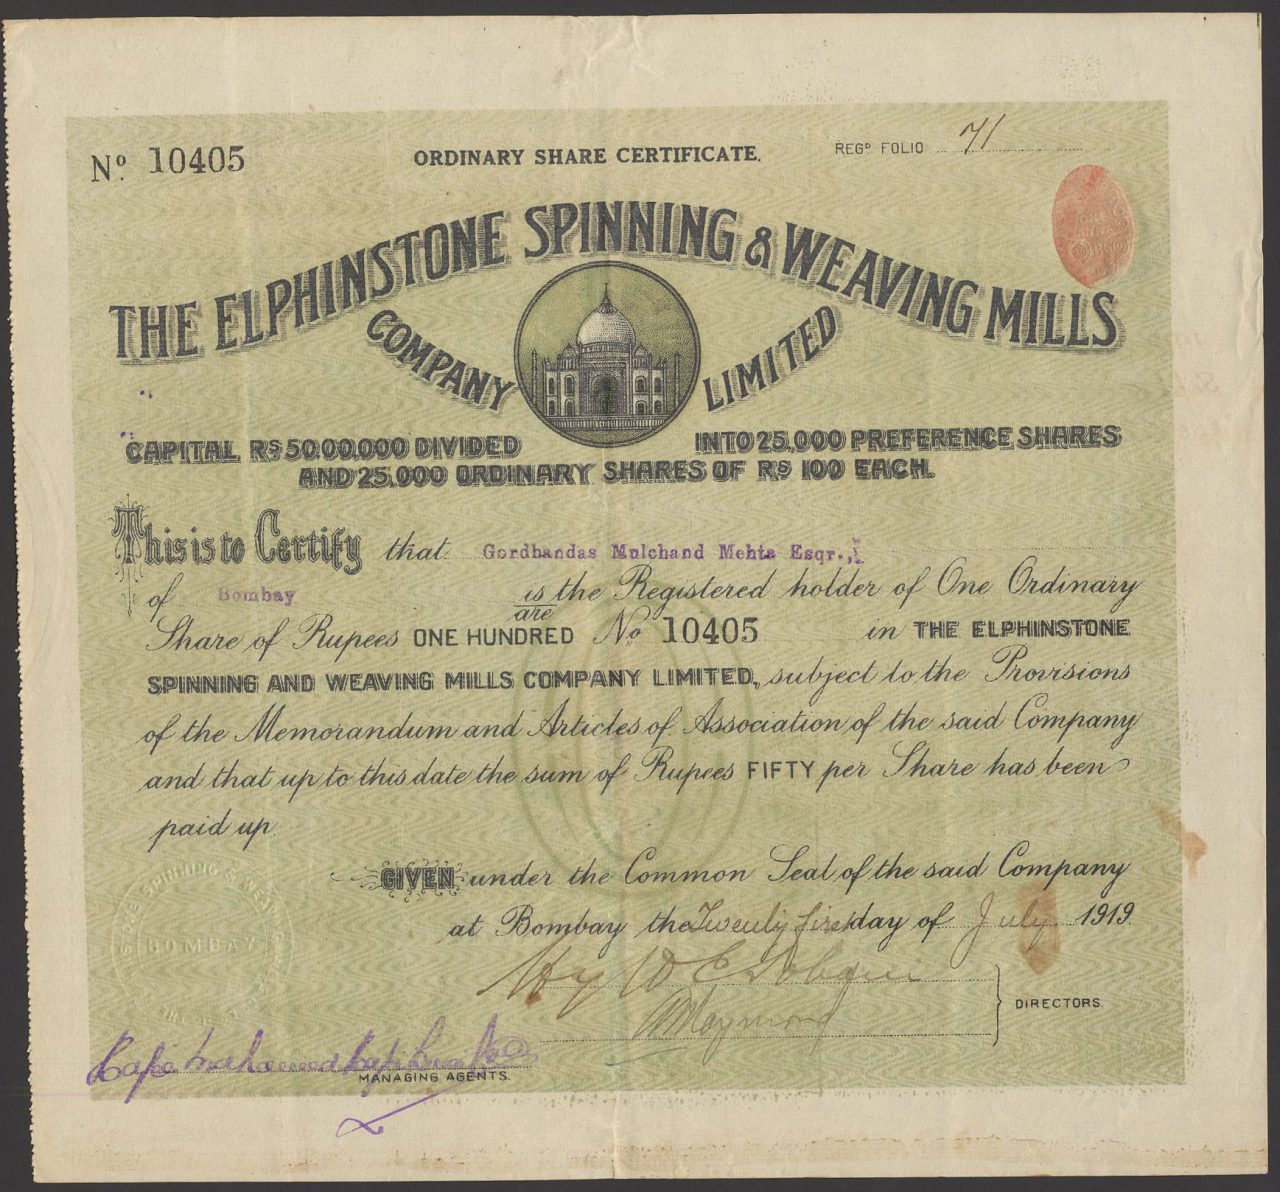 Nº 10405
ORDINARY SHARE CERTIFICATE.
REGD FOLIO 71
ONE ANNA
THE ELPHINSTONE SPINNING & WEAVING MILLS
COMPANY LIMITED
CAPITAL RS 50,00,000 DIVIDED INTO 25,000 PREFERENCE SHARES
AND 25,000 ORDINARY SHARES OF RS 100 EACH.
This is to Certify that Gordhandas Mulchand Mehta Esqr.,
of Bombay is/are the Registered holder of One Ordinary
Share of Rupees ONE HUNDRED No 10405 in THE ELPHINSTONE
SPINNING AND WEAVING MILLS COMPANY LIMITED, subject to the Provisions
of the Memorandum and Articles of Association of the said Company
and that up to this date the sum of Rupees FIFTY per Share has been
paid up.
GIVEN under the Common Seal of the said Company
at Bombay the Twenty first day of July 1919.
BOMBAY
DIRECTORS.
MANAGING AGENTS.